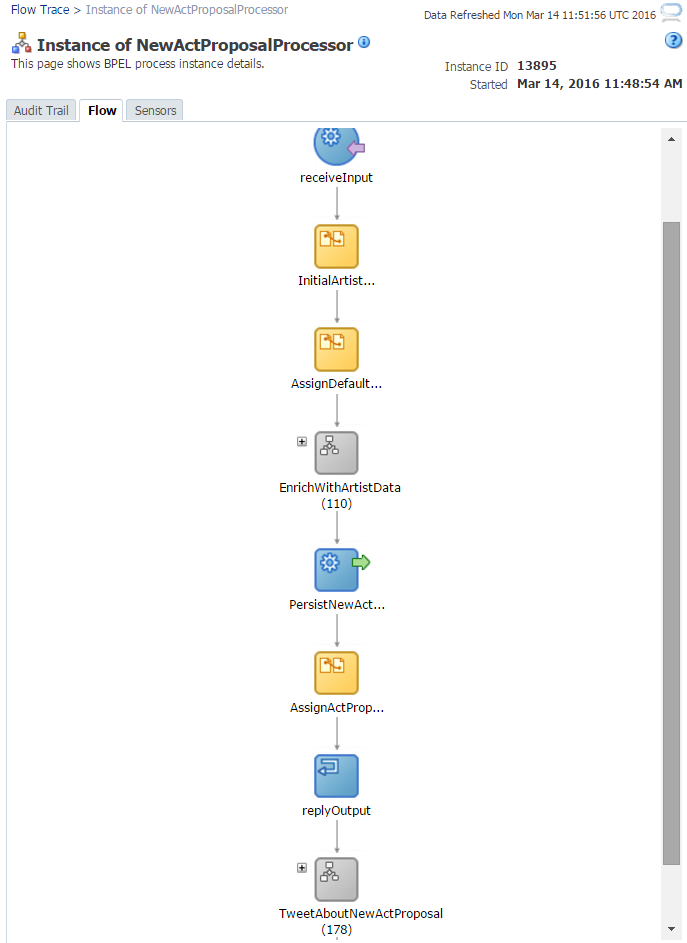 Flow Trace > Instance of NewActProposalProcessor
Data Refreshed Mon Mar 14 11:51:56 UTC 2016
Instance of NewActProposalProcessor
This page shows BPEL process instance details.
Instance ID 13895
Started Mar 14, 2016 11:48:54 AM
Audit Trail Flow Sensors
receiveInput
InitialArtist...
AssignDefault...
EnrichWithArtistData
(110)
PersistNewAct...
AssignActProp...
replyOutput
TweetAboutNewActProposal
(178)